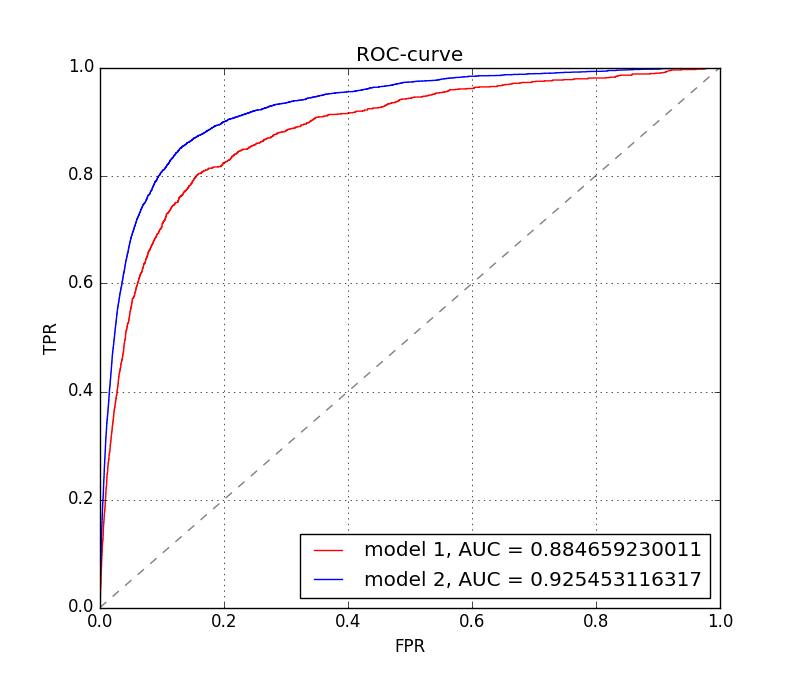 ROC-curve
1.0
0.8
0.6
TPR
0.4
0.2
0.0
model 1, AUC = 0.884659230011
model 2, AUC = 0.925453116317
0.0 0.2 0.4 0.6 0.8 1.0
FPR